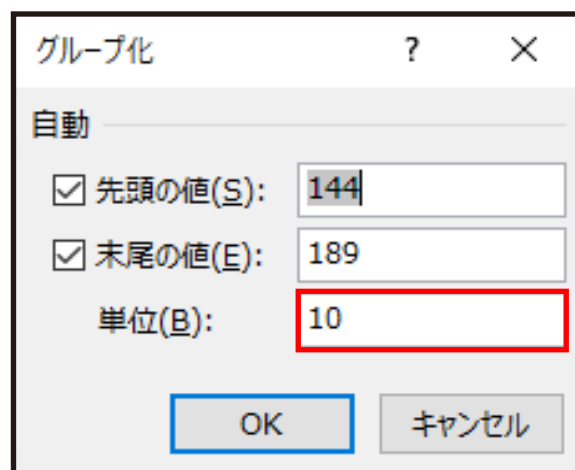 グループ化 ?
自動
先頭の値(S): 144
末尾の値(E): 189
単位(B): 10
OK キャンセル